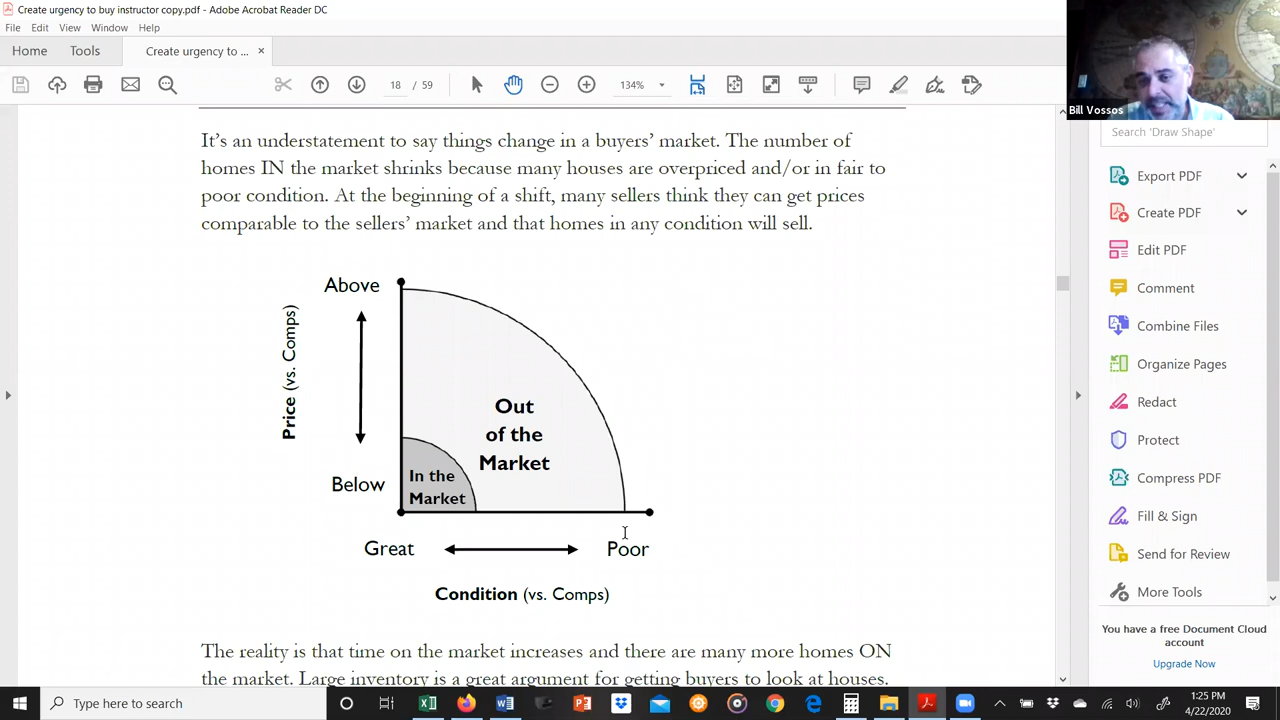 Create urgency to buy instructor copy.pdf - Adobe Acrobat Reader DC
File Edit View Window Help
Home Tools Create urgency to ... ×
18 / 59 134%
Bill Vossos
Search 'Draw Shape'
It's an understatement to say things change in a buyers' market. The number of
homes IN the market shrinks because many houses are overpriced and/or in fair to
poor condition. At the beginning of a shift, many sellers think they can get prices
comparable to the sellers' market and that homes in any condition will sell.
Above
Price (vs. Comps)
Below
Out
of the
Market
In the
Market
Great
Poor
Condition (vs. Comps)
The reality is that time on the market increases and there are many more homes ON
the market. Large inventory is a great argument for getting buyers to look at houses.
Export PDF
Create PDF
Edit PDF
Comment
Combine Files
Organize Pages
Redact
Protect
Compress PDF
Fill & Sign
Send for Review
More Tools
You have a free Document Cloud
account
Upgrade Now
Type here to search
1:25 PM
4/22/2020